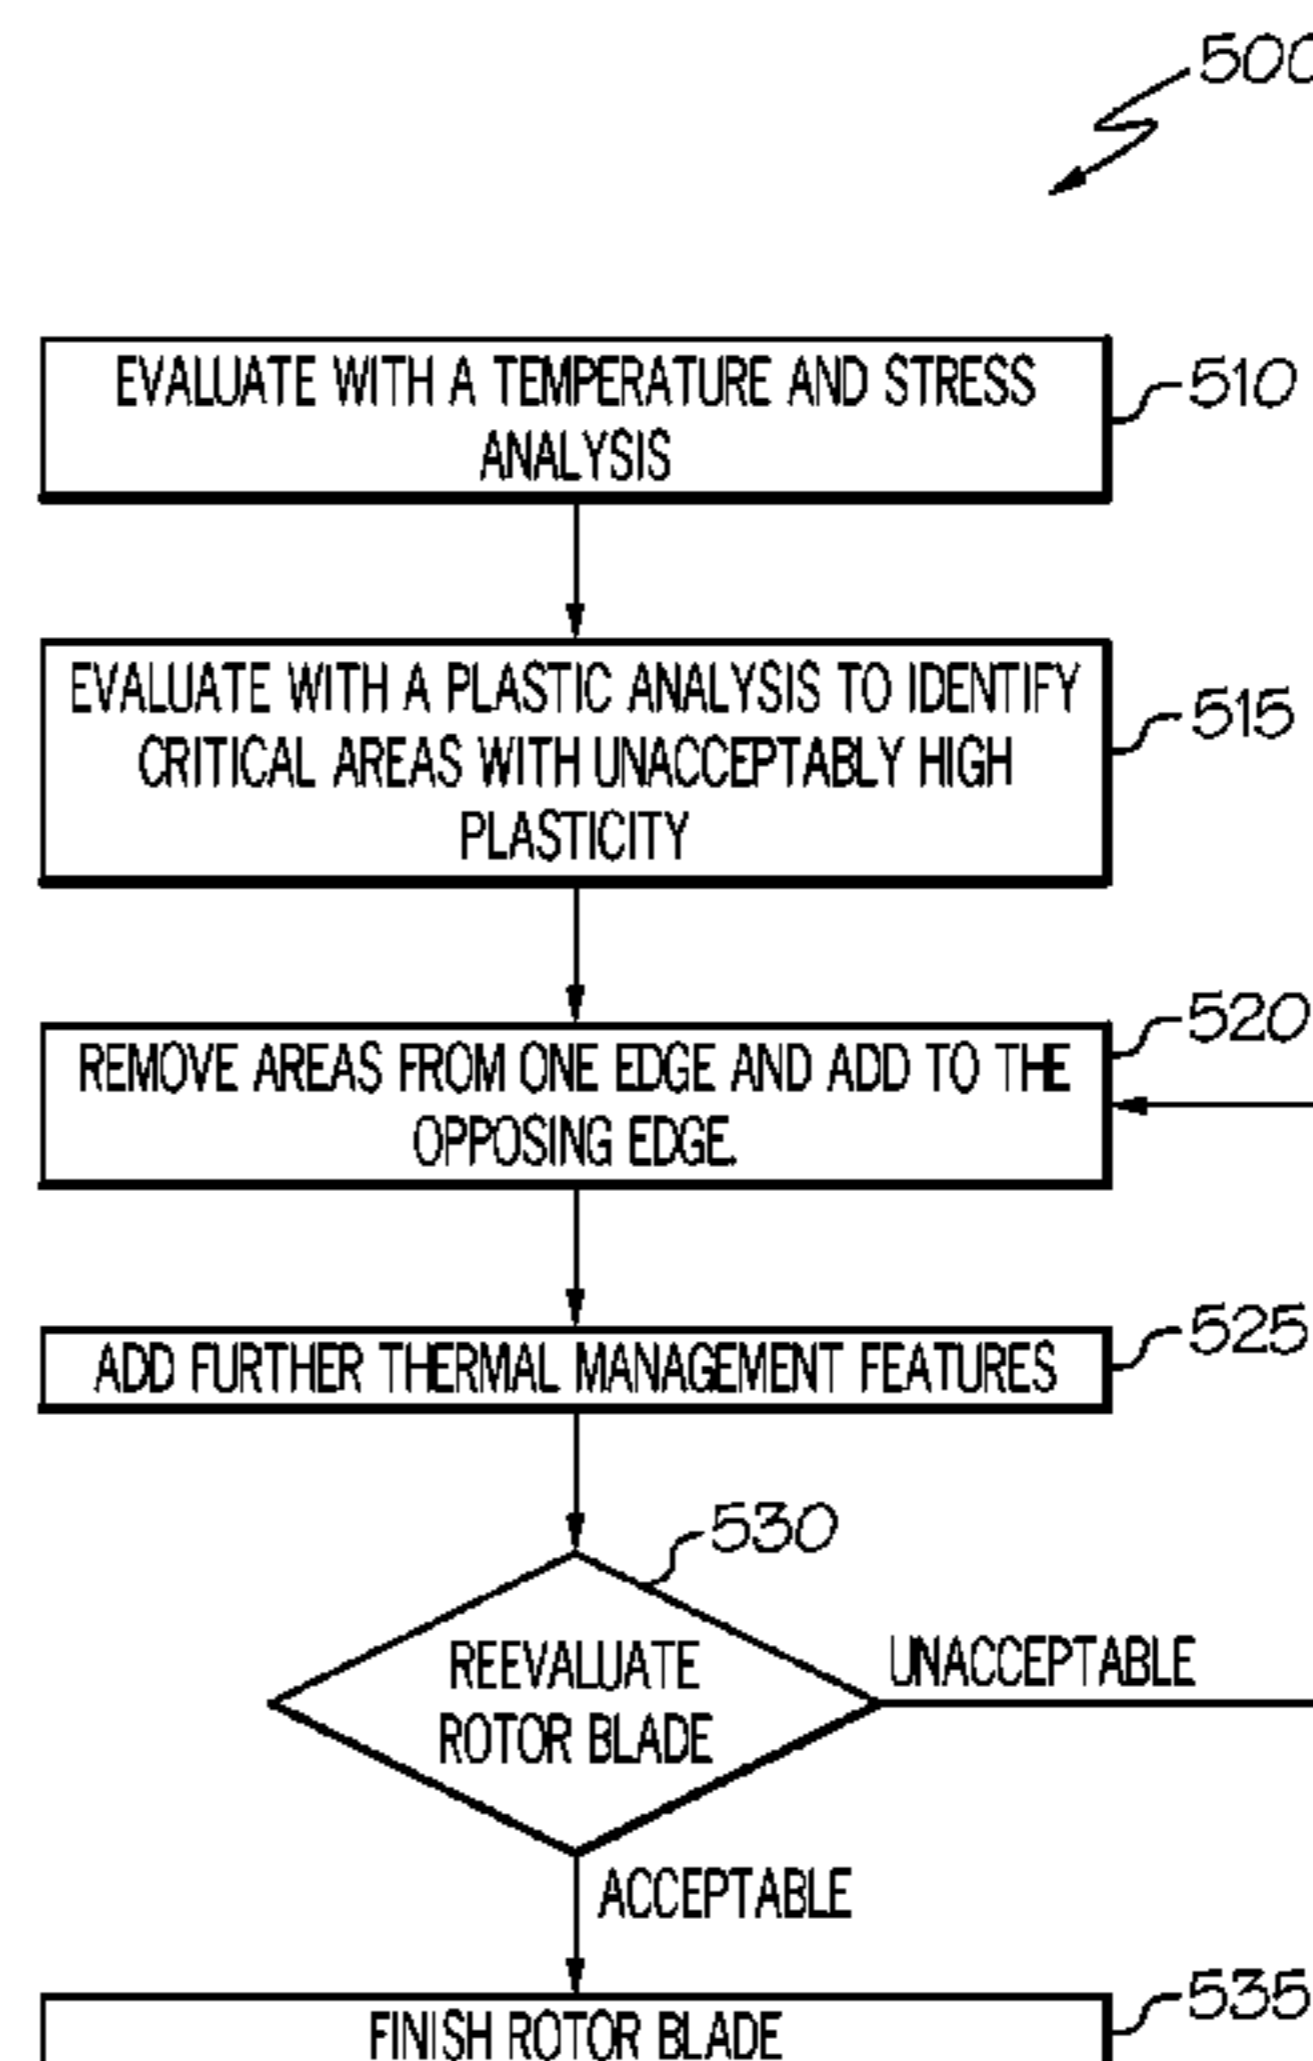 500
EVALUATE WITH A TEMPERATURE AND STRESS
ANALYSIS
510
EVALUATE WITH A PLASTIC ANALYSIS TO IDENTIFY
CRITICAL AREAS WITH UNACCEPTABLY HIGH
PLASTICITY
515
REMOVE AREAS FROM ONE EDGE AND ADD TO THE
OPPOSING EDGE.
520
ADD FURTHER THERMAL MANAGEMENT FEATURES
525
530
REEVALUATE
ROTOR BLADE
UNACCEPTABLE
ACCEPTABLE
FINISH ROTOR BLADE
535